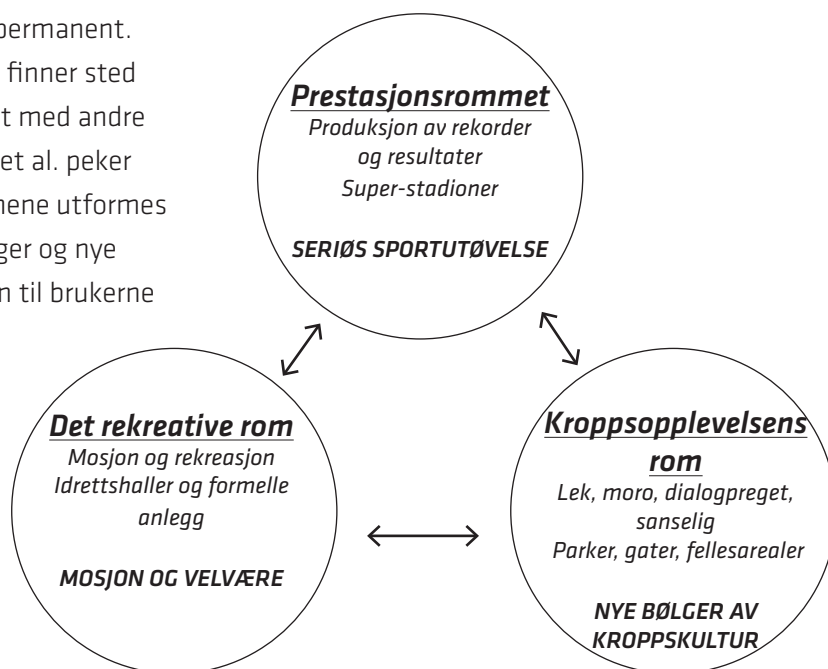 permanent.
finner sted
t med andre
et al. peker
nene utformes
ger og nye
n til brukerne
Prestasjonsrommet
Produksjon av rekorder
og resultater
Super-stadioner
SERIØS SPORTUTØVELSE
Det rekreative rom
Mosjon og rekreasjon
Idrettshaller og formelle
anlegg
MOSJON OG VELVÆRE
Kroppsopplevelsens
rom
Lek, moro, dialogpreget,
sanselig
Parker, gater, fellesarealer
NYE BØLGER AV
KROPPSKULTUR